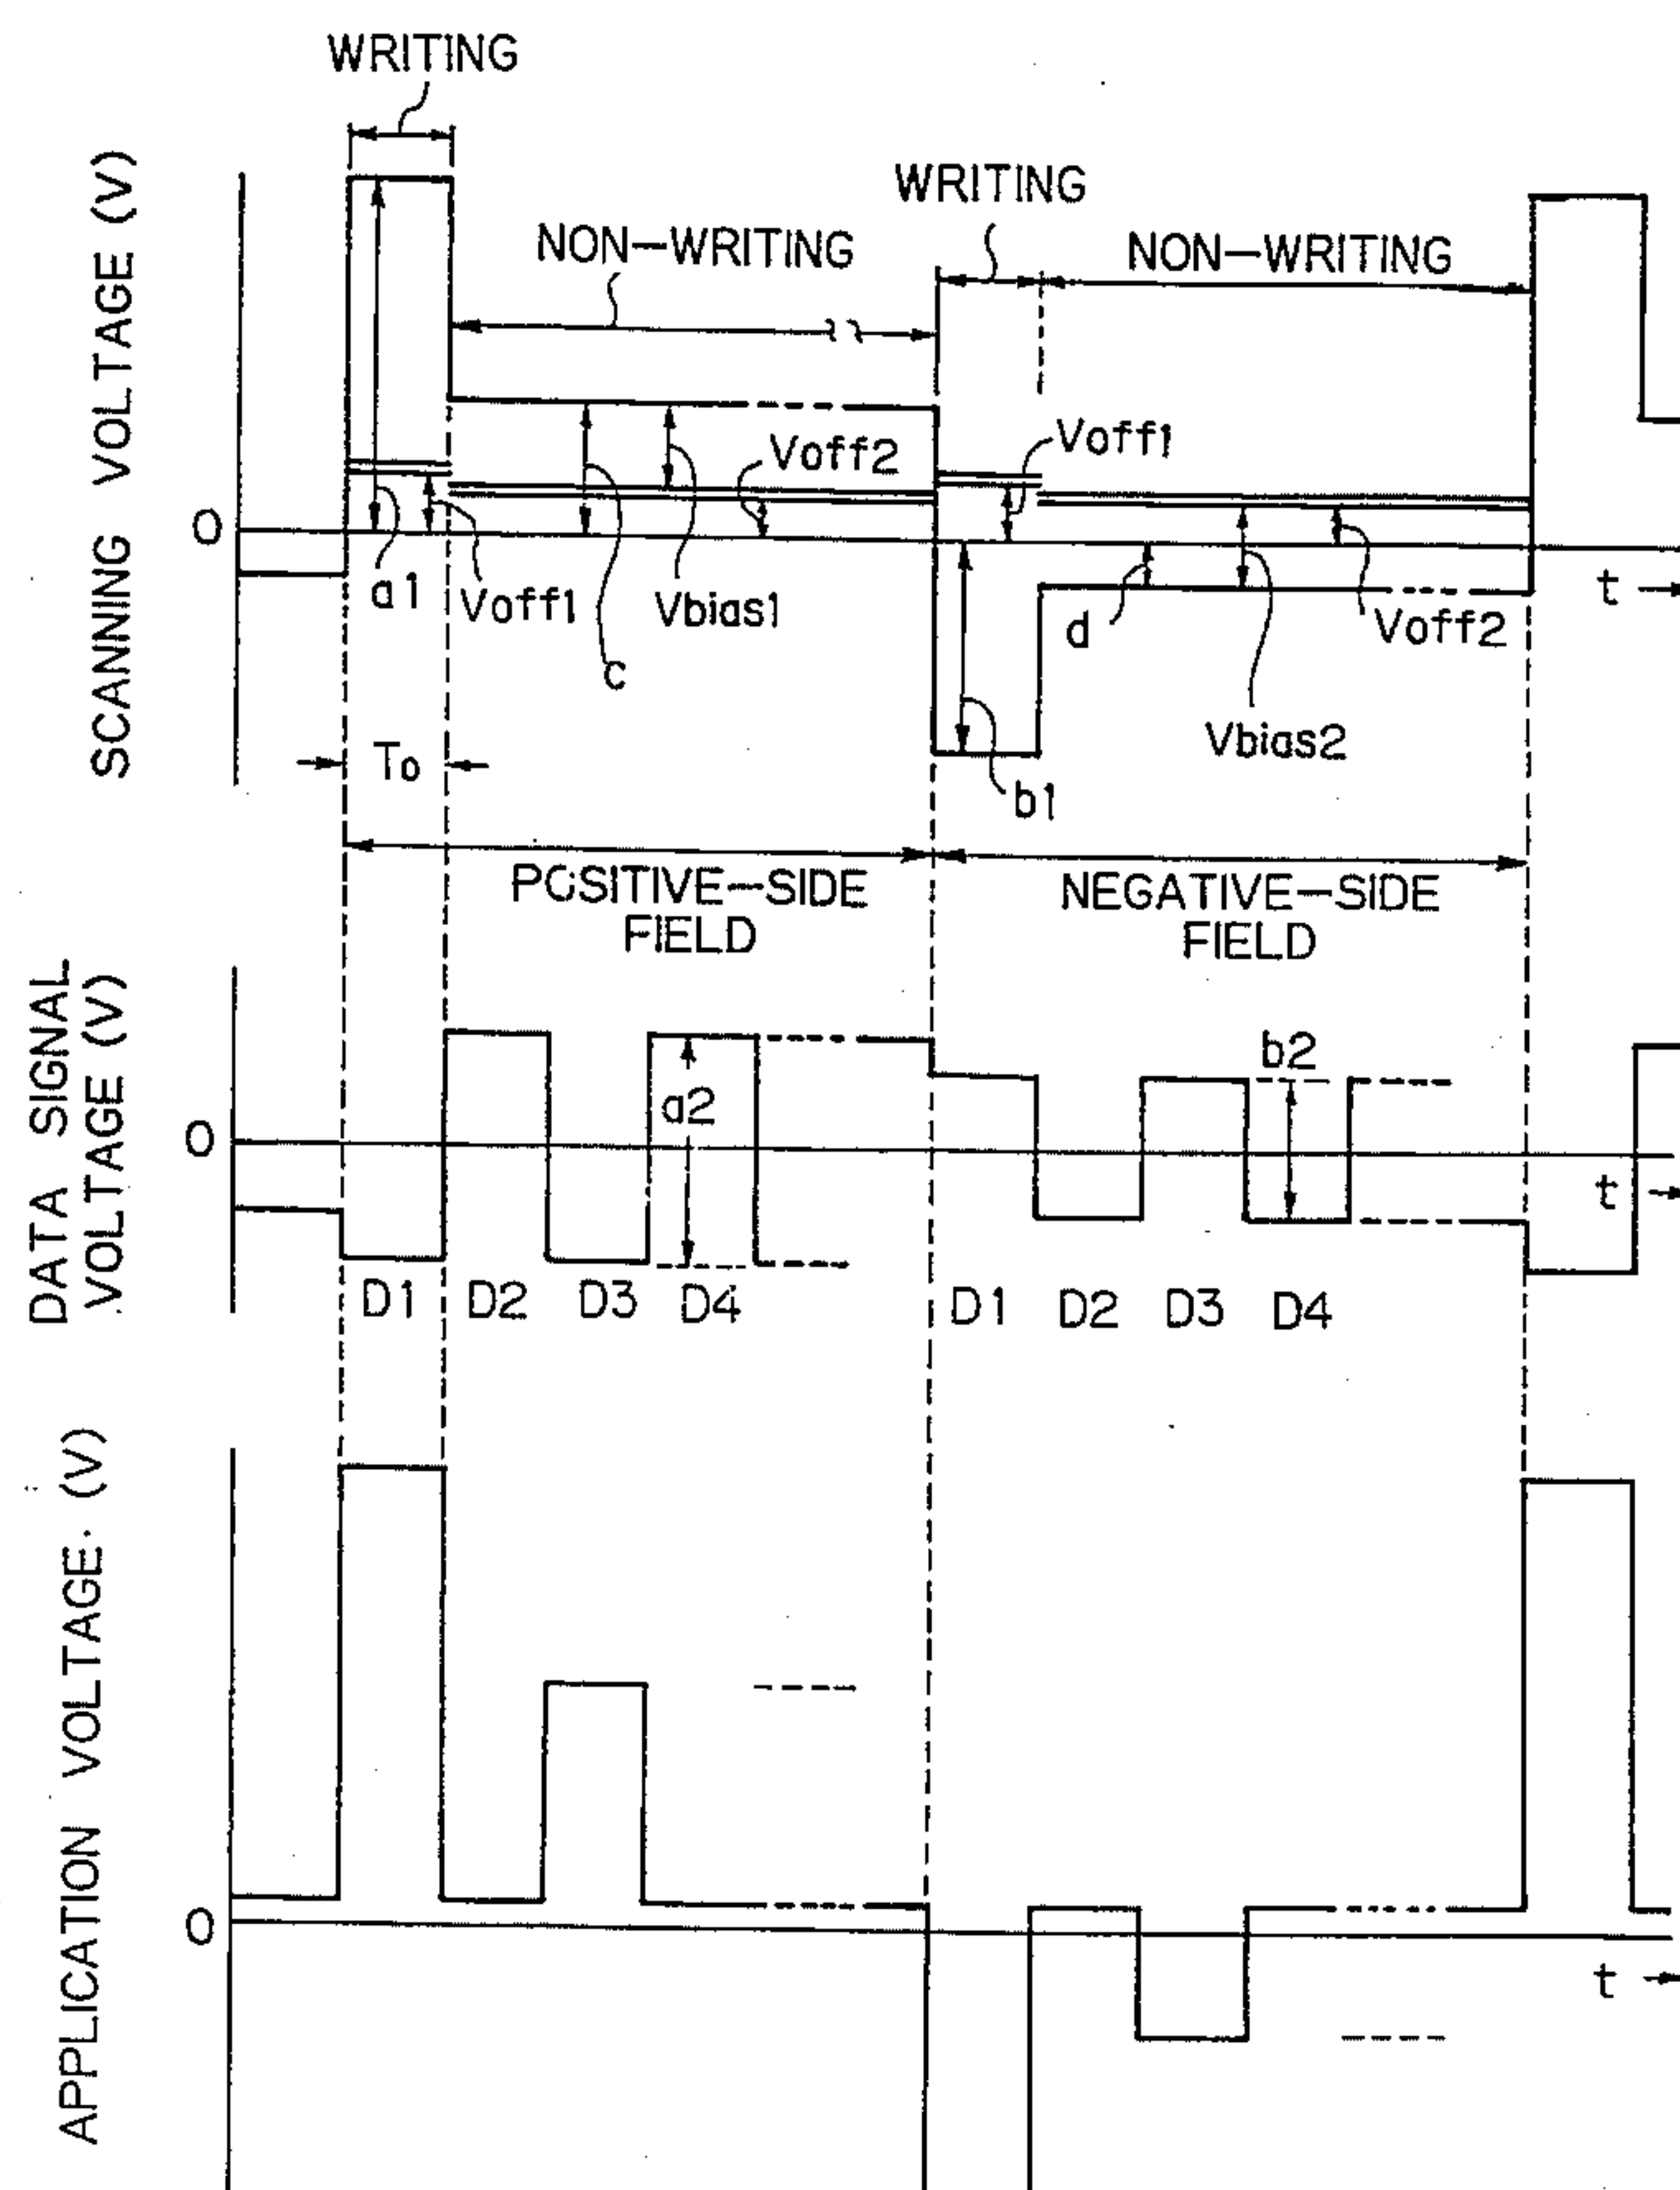 WRITING
WRITING
NON-WRITING
NON-WRITING
SCANNING VOLTAGE (V)
Voff2
Voff1
0
a1
Voff1
Vbias1
c
d
Voff2
t
Vbias2
To
b1
POSITIVE-SIDE
FIELD
NEGATIVE-SIDE
FIELD
DATA SIGNAL
VOLTAGE (V)
a2
b2
0
t
D1 D2 D3 D4
D1 D2 D3 D4
APPLICATION VOLTAGE (V)
0
t